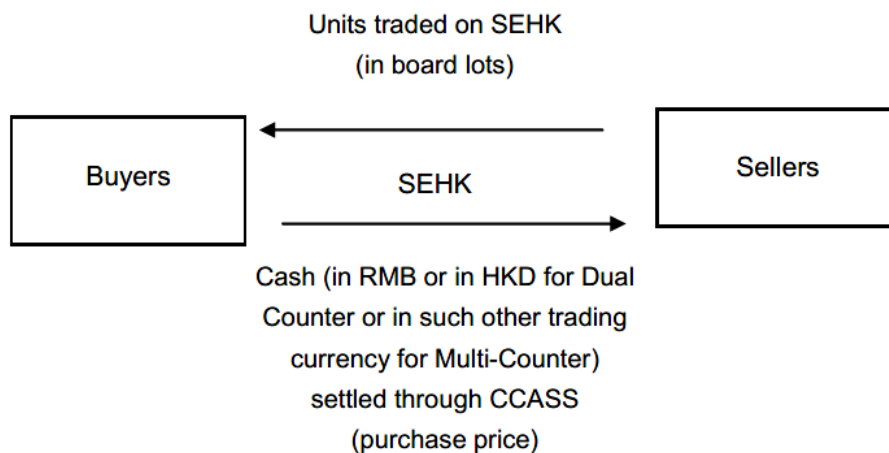 Units traded on SEHK
(in board lots)
Buyers
SEHK
Sellers
Cash (in RMB or in HKD for Dual
Counter or in such other trading
currency for Multi-Counter)
settled through CCASS
(purchase price)